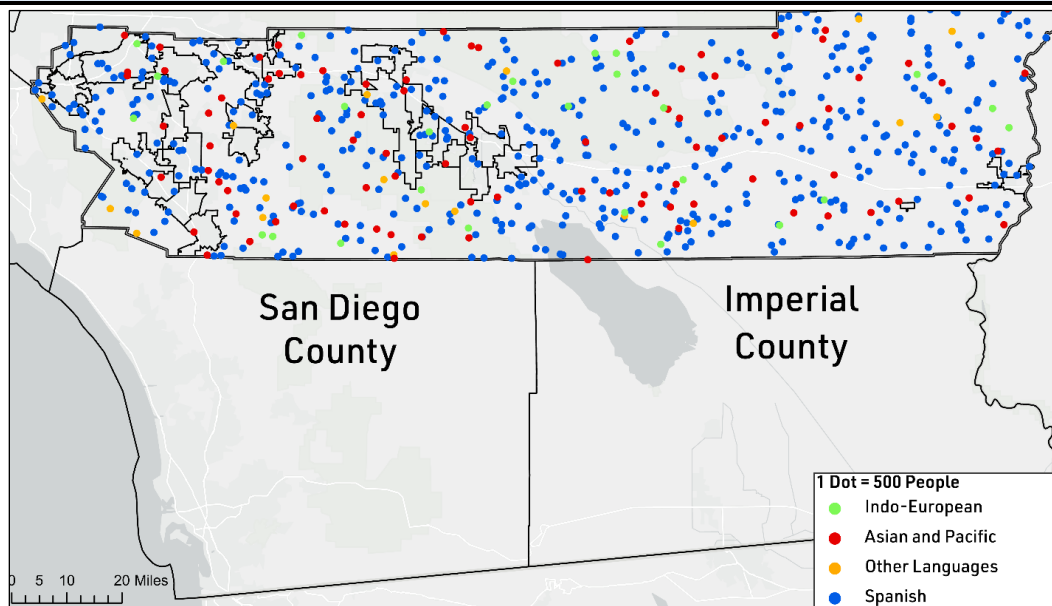 San Diego
County
Imperial
County
1 Dot = 500 People
Indo-European
Asian and Pacific
Other Languages
Spanish
0 5 10 20 Miles